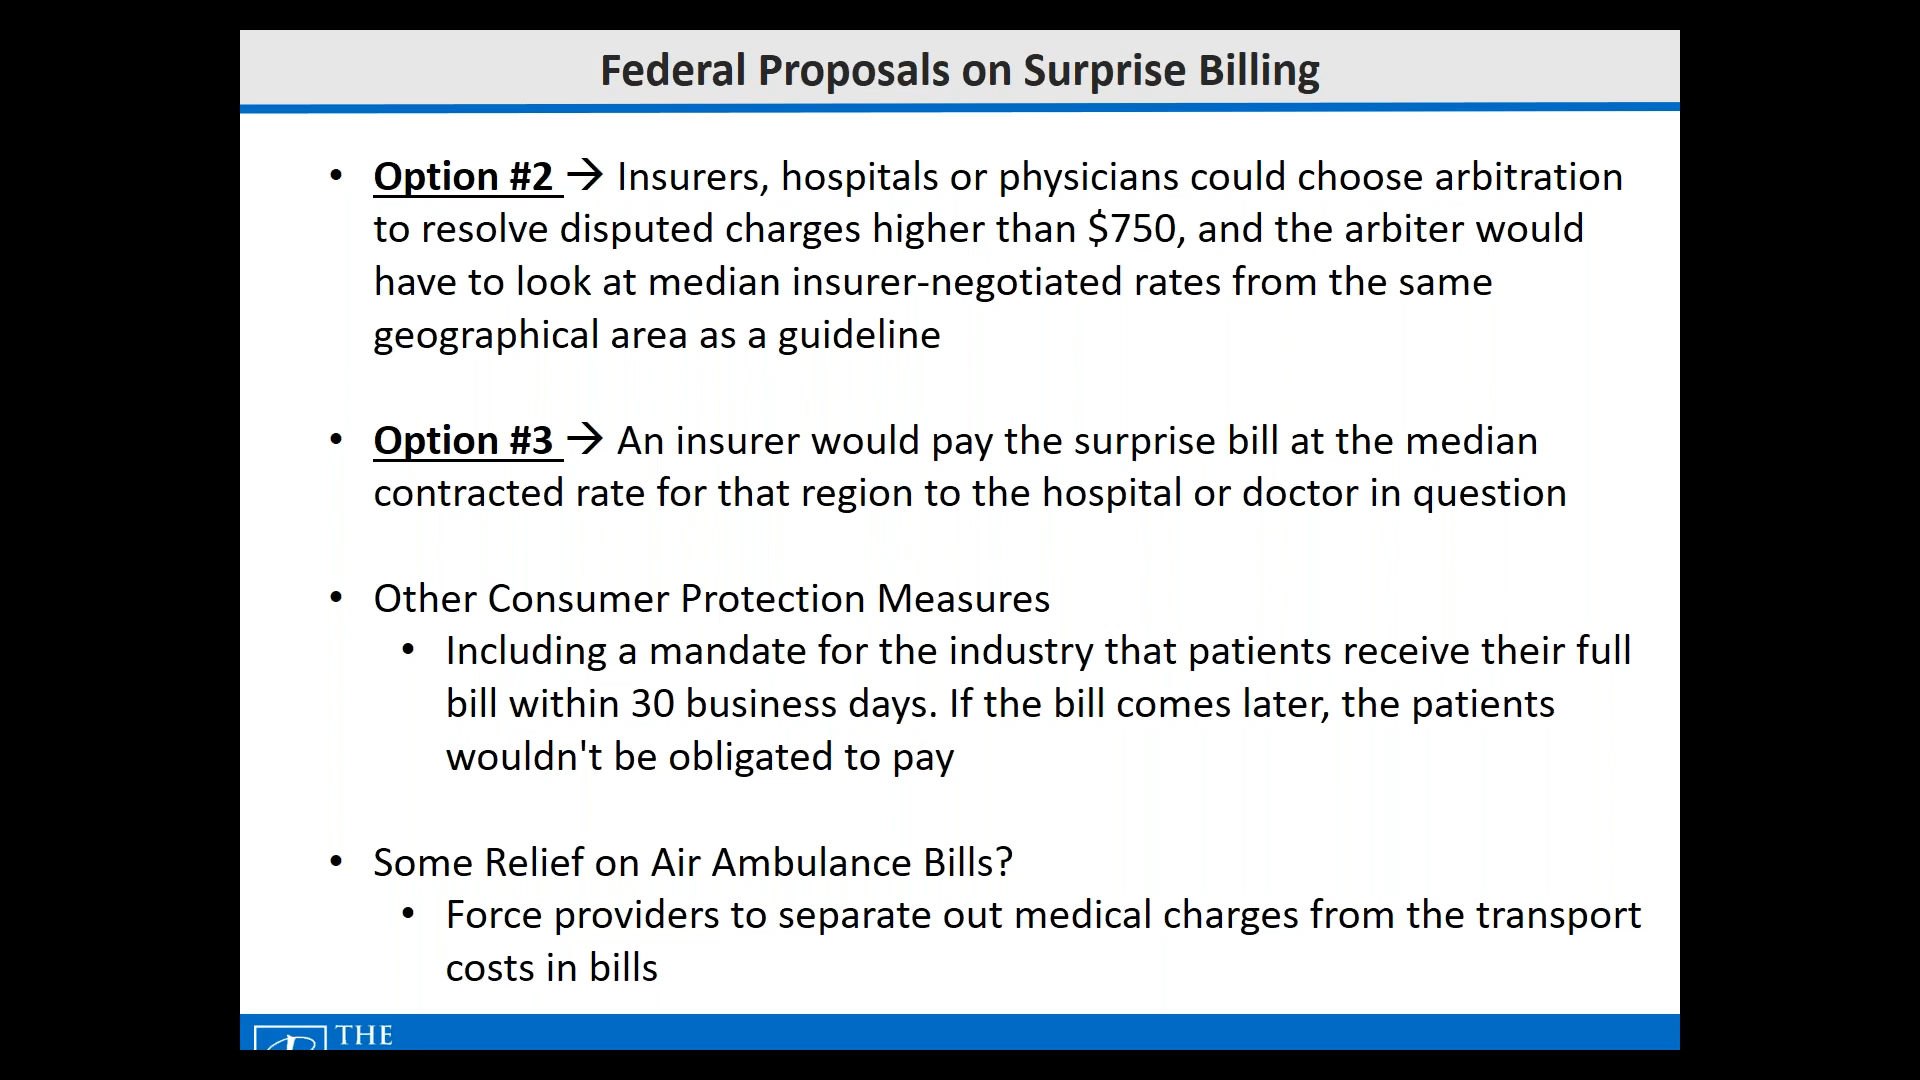 Federal Proposals on Surprise Billing
• Option #2 → Insurers, hospitals or physicians could choose arbitration
to resolve disputed charges higher than $750, and the arbiter would
have to look at median insurer-negotiated rates from the same
geographical area as a guideline
• Option #3 → An insurer would pay the surprise bill at the median
contracted rate for that region to the hospital or doctor in question
• Other Consumer Protection Measures
• Including a mandate for the industry that patients receive their full
bill within 30 business days. If the bill comes later, the patients
wouldn't be obligated to pay
• Some Relief on Air Ambulance Bills?
• Force providers to separate out medical charges from the transport
costs in bills
THE